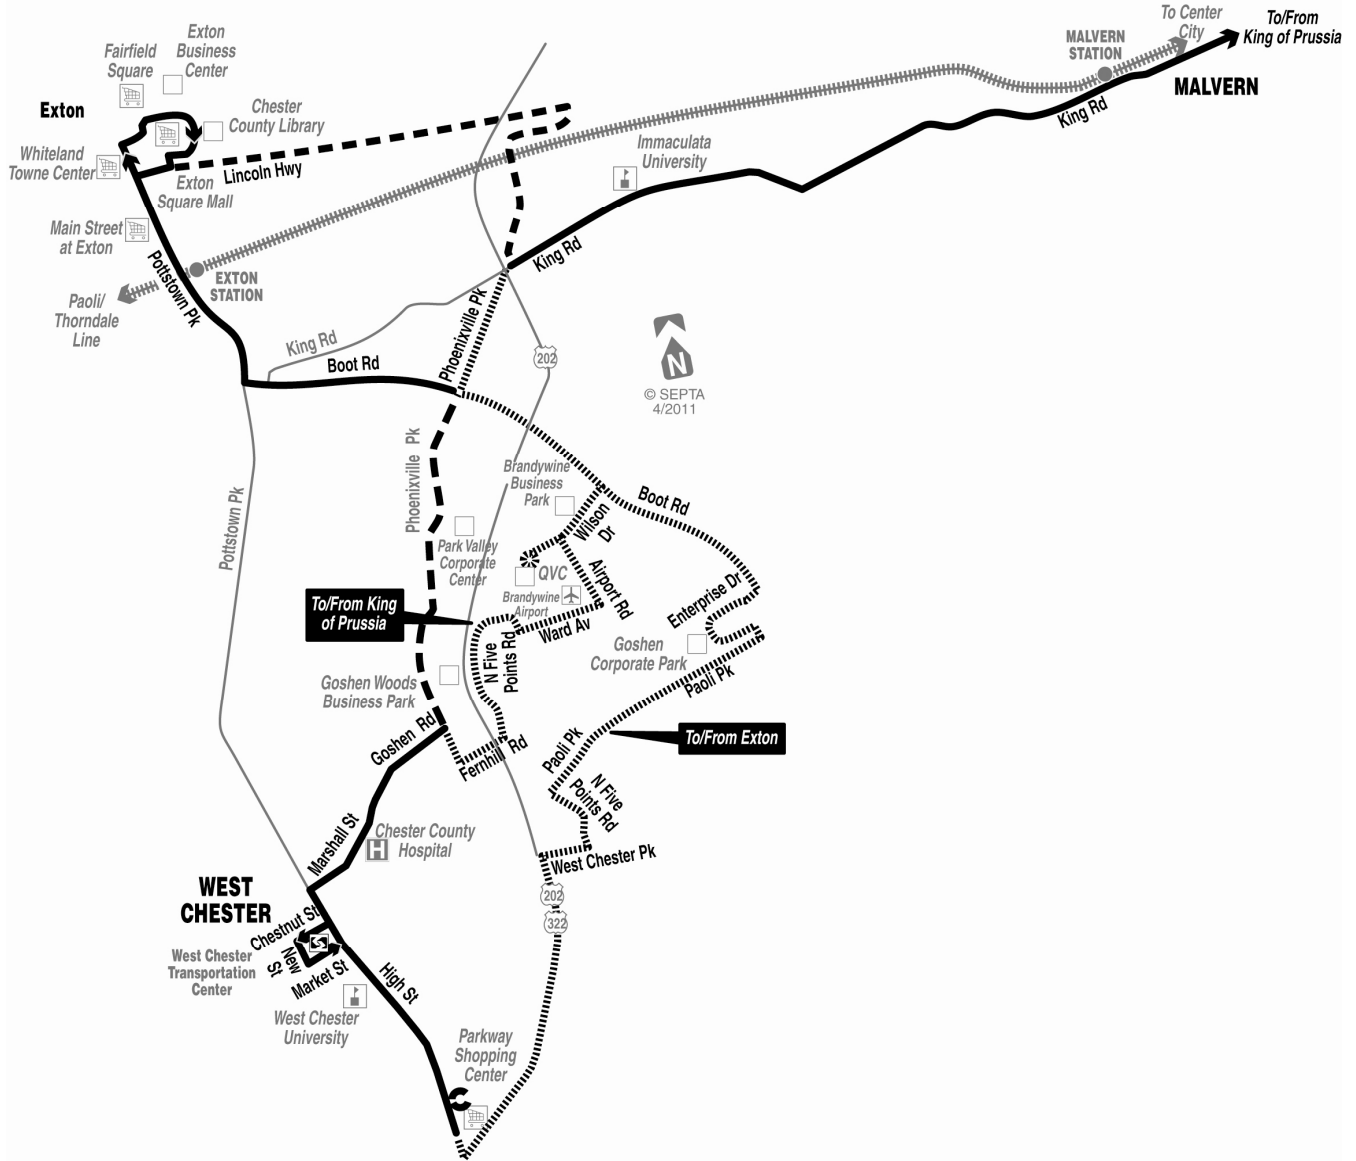 To Center
City
To/From
King of Prussia
MALVERN
STATION
MALVERN
King Rd
Exton
Business
Center
Fairfield
Square
Exton
Chester
County Library
Whiteland
Towne Center
Lincoln Hwy
Exton
Square Mall
Immaculata
University
Main Street
at Exton
Pottstown Pk
EXTON
STATION
King Rd
Paoli/
Thorndale
Line
King Rd
Boot Rd
Phoenixville Pk
202
N
© SEPTA
4/2011
Phoenixville Pk
Brandywine
Business
Park
Boot Rd
Wilson
Dr
Pottstown Pk
Park Valley
Corporate
Center
QVC
Brandywine
Airport
Airport Rd
Enterprise Dr
To/From King
of Prussia
Ward Av
N Five
Points Rd
Goshen
Corporate Park
Paoli Pk
Goshen Woods
Business Park
Goshen Rd
Fernhill Rd
Paoli Pk
To/From Exton
N Five
Points Rd
Marshall St
Chester County
Hospital
H
West Chester Pk
202
322
WEST
CHESTER
Chestnut St
New
St
Market St
West Chester
Transportation
Center
High St
West Chester
University
Parkway
Shopping
Center